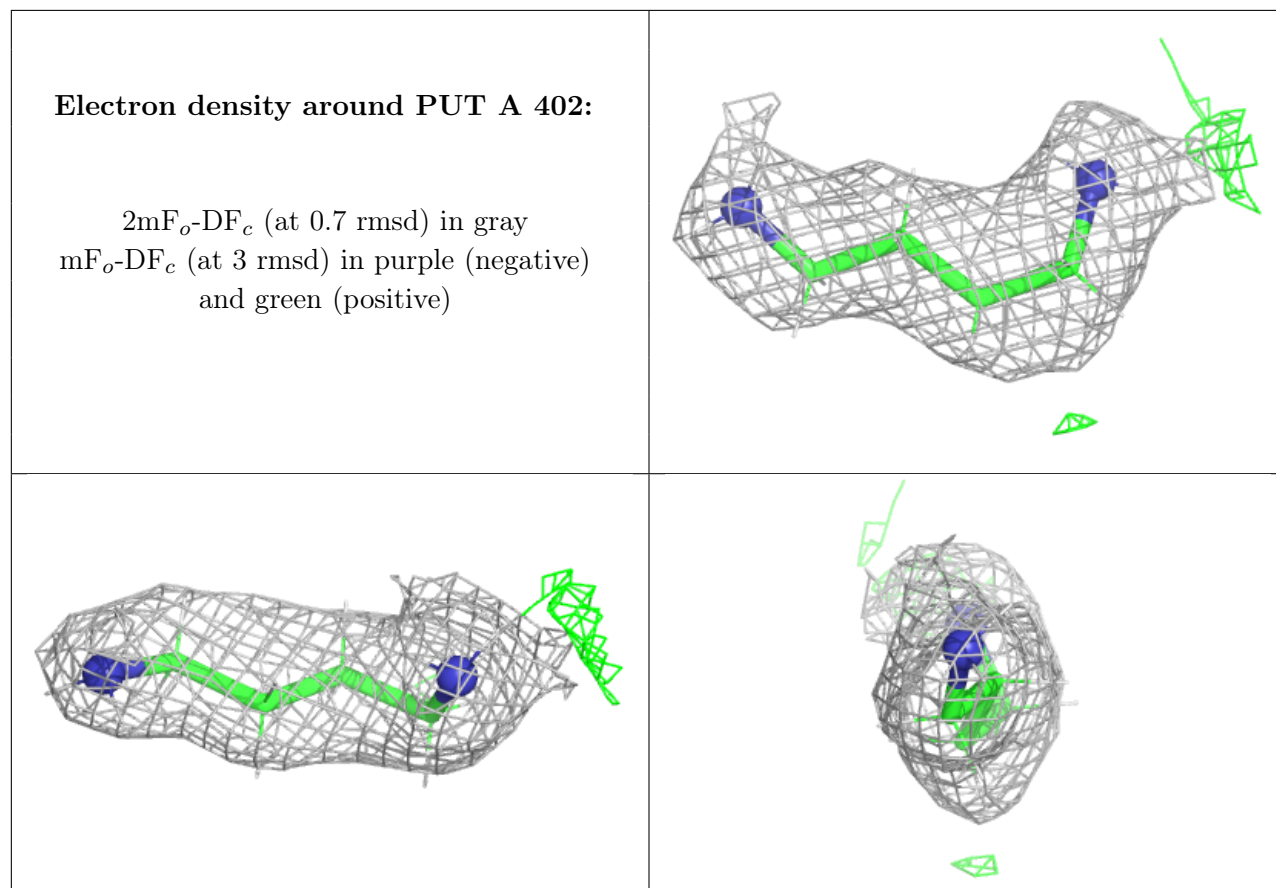 Electron density around PUT A 402:
2mFo-DFc (at 0.7 rmsd) in gray
mFo-DFc (at 3 rmsd) in purple (negative)
and green (positive)